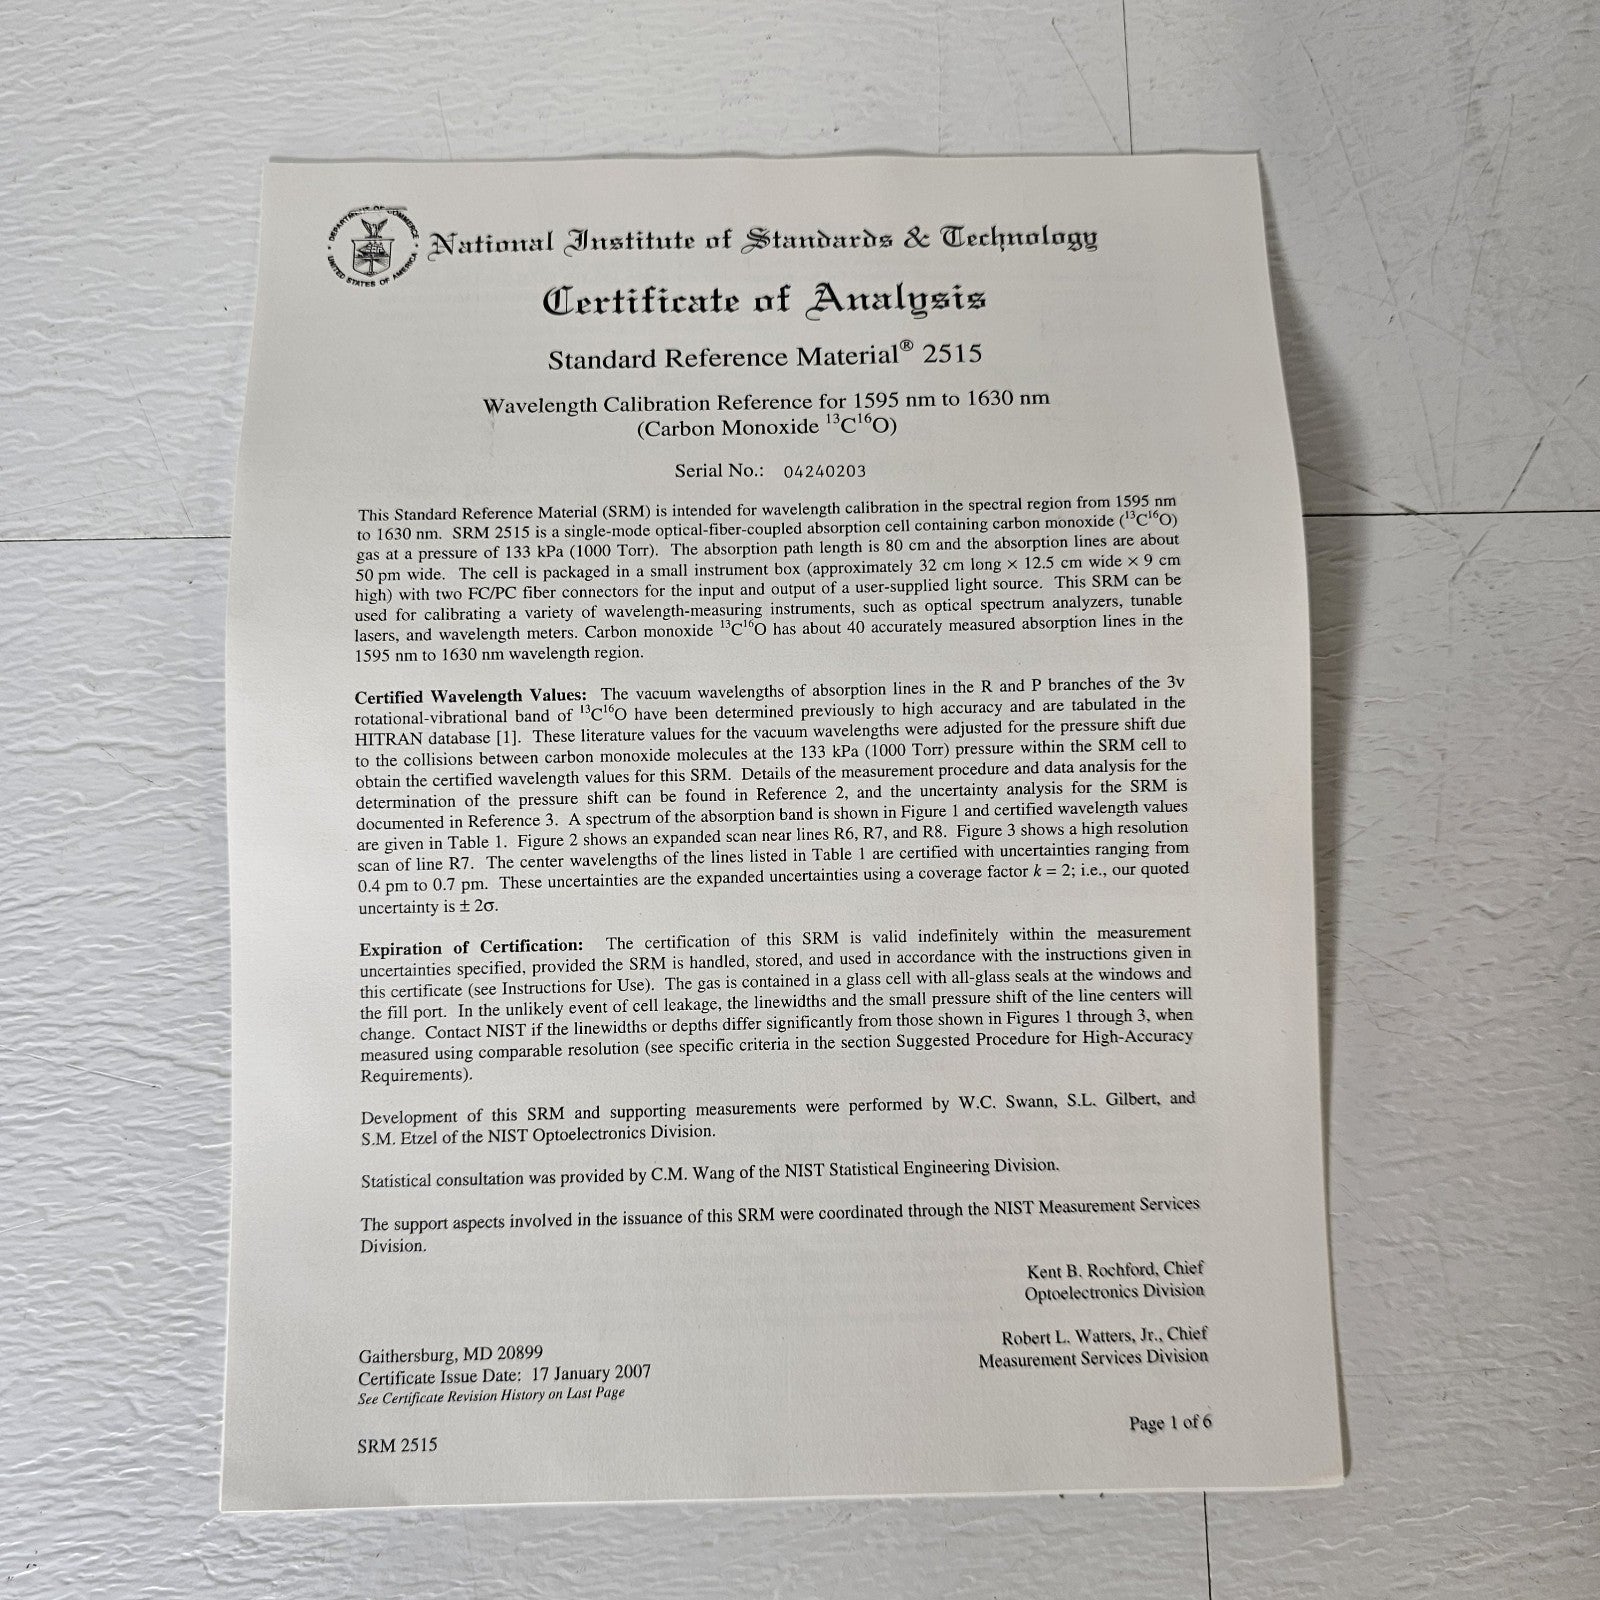 DEPARTMENT OF COMMERCE
UNITED STATES OF AMERICA
National Institute of Standards & Technology
Certificate of Analysis
Standard Reference Material® 2515
Wavelength Calibration Reference for 1595 nm to 1630 nm
(Carbon Monoxide ¹³C¹⁶O)
Serial No.: 04240203
This Standard Reference Material (SRM) is intended for wavelength calibration in the spectral region from 1595 nm
to 1630 nm. SRM 2515 is a single-mode optical-fiber-coupled absorption cell containing carbon monoxide (¹³C¹⁶O)
gas at a pressure of 133 kPa (1000 Torr). The absorption path length is 80 cm and the absorption lines are about
50 pm wide. The cell is packaged in a small instrument box (approximately 32 cm long × 12.5 cm wide × 9 cm
high) with two FC/PC fiber connectors for the input and output of a user-supplied light source. This SRM can be
used for calibrating a variety of wavelength-measuring instruments, such as optical spectrum analyzers, tunable
lasers, and wavelength meters. Carbon monoxide ¹³C¹⁶O has about 40 accurately measured absorption lines in the
1595 nm to 1630 nm wavelength region.
Certified Wavelength Values: The vacuum wavelengths of absorption lines in the R and P branches of the 3ν
rotational-vibrational band of ¹³C¹⁶O have been determined previously to high accuracy and are tabulated in the
HITRAN database [1]. These literature values for the vacuum wavelengths were adjusted for the pressure shift due
to the collisions between carbon monoxide molecules at the 133 kPa (1000 Torr) pressure within the SRM cell to
obtain the certified wavelength values for this SRM. Details of the measurement procedure and data analysis for the
determination of the pressure shift can be found in Reference 2, and the uncertainty analysis for the SRM is
documented in Reference 3. A spectrum of the absorption band is shown in Figure 1 and certified wavelength values
are given in Table 1. Figure 2 shows an expanded scan near lines R6, R7, and R8. Figure 3 shows a high resolution
scan of line R7. The center wavelengths of the lines listed in Table 1 are certified with uncertainties ranging from
0.4 pm to 0.7 pm. These uncertainties are the expanded uncertainties using a coverage factor k = 2; i.e., our quoted
uncertainty is ± 2σ.
Expiration of Certification: The certification of this SRM is valid indefinitely within the measurement
uncertainties specified, provided the SRM is handled, stored, and used in accordance with the instructions given in
this certificate (see Instructions for Use). The gas is contained in a glass cell with all-glass seals at the windows and
the fill port. In the unlikely event of cell leakage, the linewidths and the small pressure shift of the line centers will
change. Contact NIST if the linewidths or depths differ significantly from those shown in Figures 1 through 3, when
measured using comparable resolution (see specific criteria in the section Suggested Procedure for High-Accuracy
Requirements).
Development of this SRM and supporting measurements were performed by W.C. Swann, S.L. Gilbert, and
S.M. Etzel of the NIST Optoelectronics Division.
Statistical consultation was provided by C.M. Wang of the NIST Statistical Engineering Division.
The support aspects involved in the issuance of this SRM were coordinated through the NIST Measurement Services
Division.
Kent B. Rochford, Chief
Optoelectronics Division
Robert L. Watters, Jr., Chief
Measurement Services Division
Gaithersburg, MD 20899
Certificate Issue Date: 17 January 2007
See Certificate Revision History on Last Page
Page 1 of 6
SRM 2515